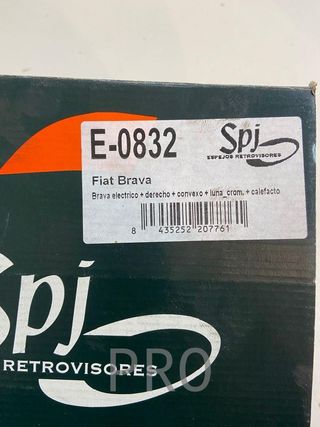 E-0832
Spj
ESPEJOS RETROVISORES
Fiat Brava
Brava electrico + derecho + convexo + luna_crom. + calefacto
8 435252 207761
Spj
RETROVISORES
PRO